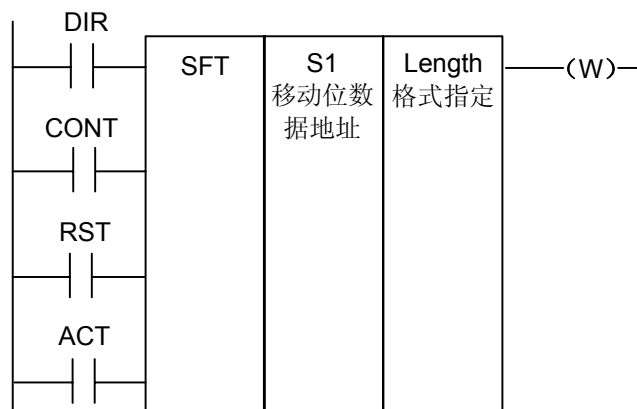 DIR
SFT
S1
移动位数
据地址
Length
格式指定
(W)
CONT
RST
ACT